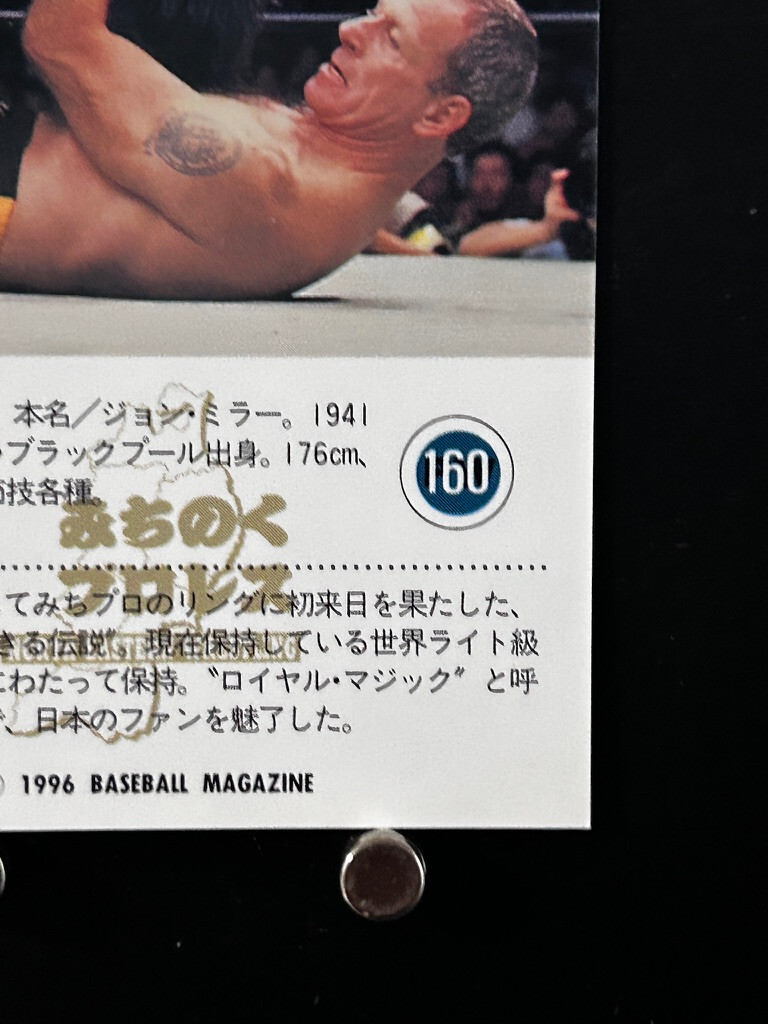 本名／ジョン・ミラー。1941
・ブラックプール出身。176cm、
技各種。
160
みちのく
プロレス
てみちプロのリングに初来日を果たした、
きる伝説〟。現在保持している世界ライト級
にわたって保持。〝ロイヤル・マジック〟と呼
、日本のファンを魅了した。
1996 BASEBALL MAGAZINE